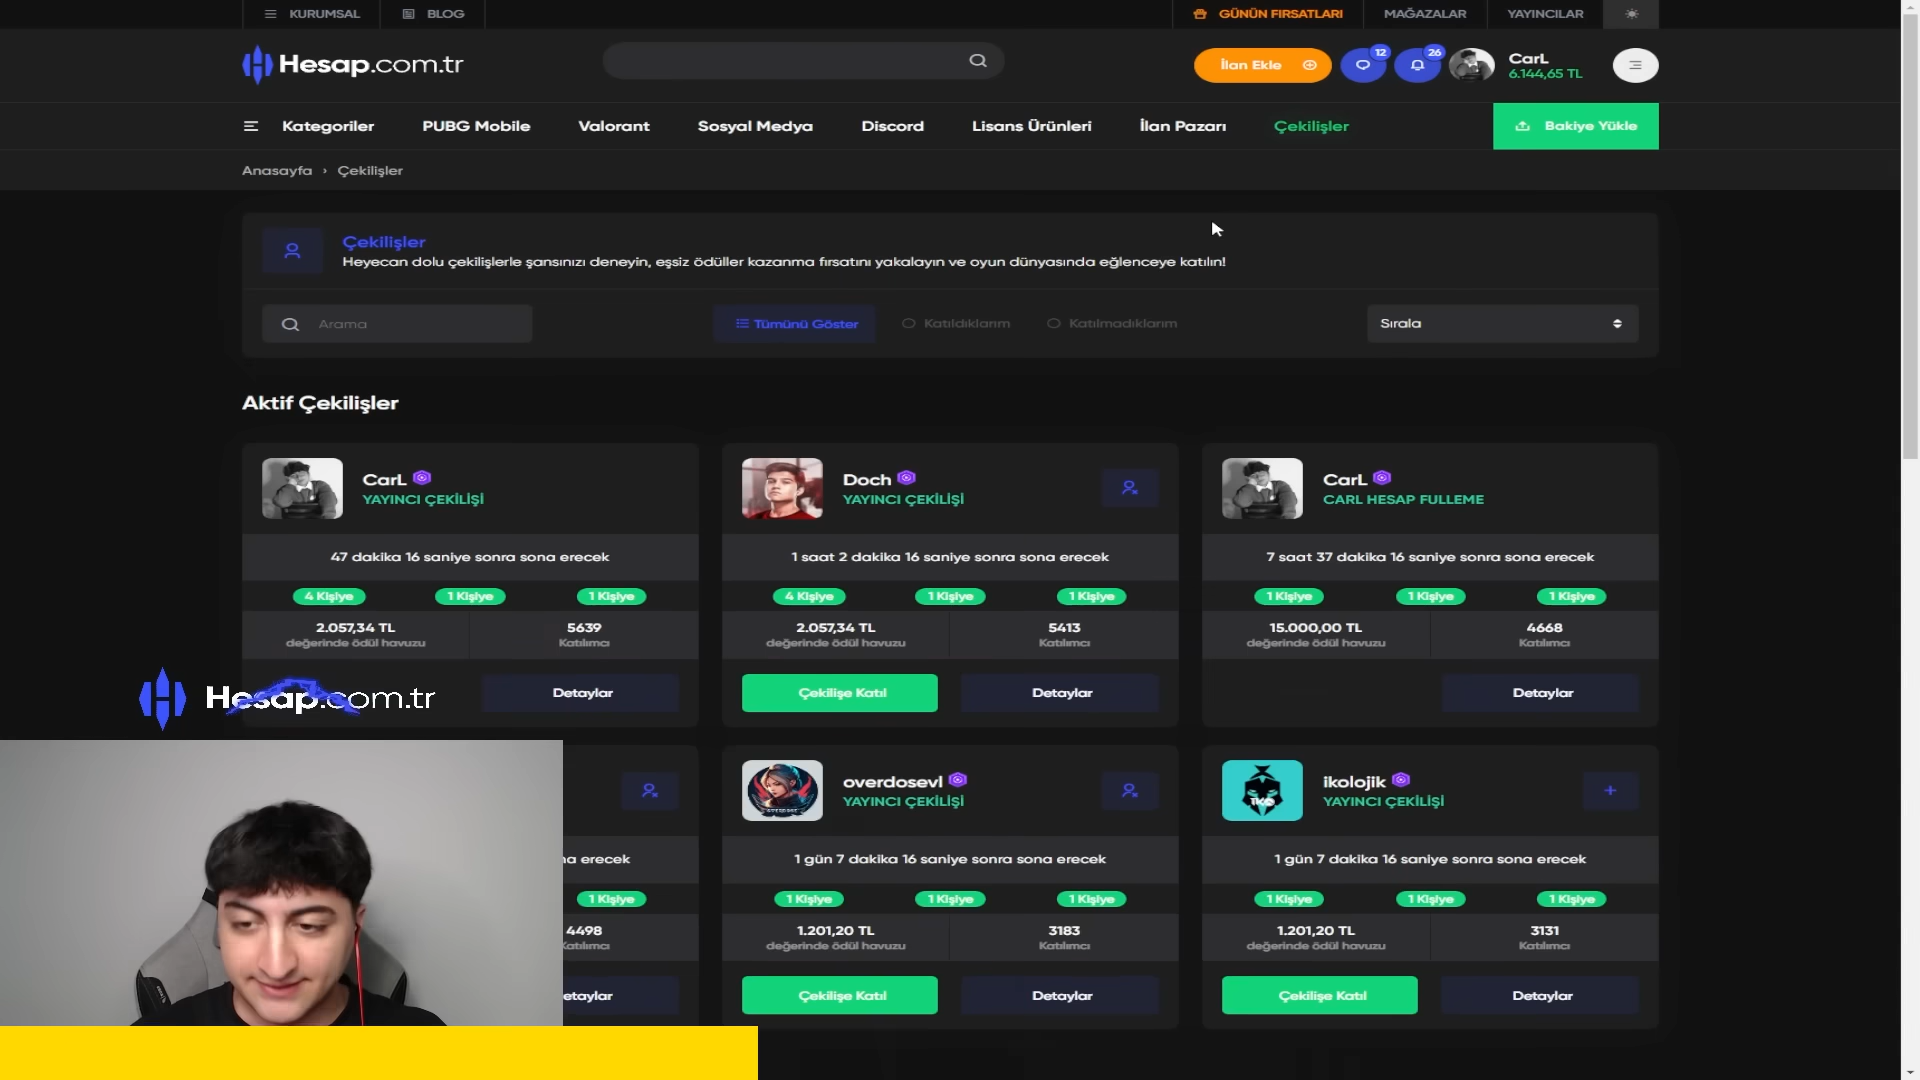 KURUMSAL
BLOG
GÜNÜN FIRSATLARI
MAĞAZALAR
YAYINCILAR
Hesap.com.tr
İlan Ekle
12
26
CarL
6.144,65 TL
Kategoriler
PUBG Mobile
Valorant
Sosyal Medya
Discord
Lisans Ürünleri
İlan Pazarı
Çekilişler
Bakiye Yükle
Anasayfa › Çekilişler
Çekilişler
Heyecan dolu çekilişlerle şansınızı deneyin, eşsiz ödüller kazanma fırsatını yakalayın ve oyun dünyasında eğlenceye katılın!
Arama
Tümünü Göster
Katıldıklarım
Katılmadıklarım
Sırala
Aktif Çekilişler
CarL
YAYINCI ÇEKİLİŞİ
47 dakika 16 saniye sonra sona erecek
4 Kişiye
1 Kişiye
1 Kişiye
2.057,34 TL
değerinde ödül havuzu
5639
Katılımcı
Detaylar
Doch
YAYINCI ÇEKİLİŞİ
1 saat 2 dakika 16 saniye sonra sona erecek
4 Kişiye
1 Kişiye
1 Kişiye
2.057,34 TL
değerinde ödül havuzu
5413
Katılımcı
Çekilişe Katıl
Detaylar
CarL
CARL HESAP FULLEME
7 saat 37 dakika 16 saniye sonra sona erecek
1 Kişiye
1 Kişiye
1 Kişiye
15.000,00 TL
değerinde ödül havuzu
4668
Katılımcı
Detaylar
Hesap.com.tr
na erecek
1 Kişiye
4498
Katılımcı
etaylar
overdosevl
YAYINCI ÇEKİLİŞİ
1 gün 7 dakika 16 saniye sonra sona erecek
1 Kişiye
1 Kişiye
1 Kişiye
1.201,20 TL
değerinde ödül havuzu
3183
Katılımcı
Çekilişe Katıl
Detaylar
ikolojik
YAYINCI ÇEKİLİŞİ
1 gün 7 dakika 16 saniye sonra sona erecek
1 Kişiye
1 Kişiye
1 Kişiye
1.201,20 TL
değerinde ödül havuzu
3131
Katılımcı
Çekilişe Katıl
Detaylar